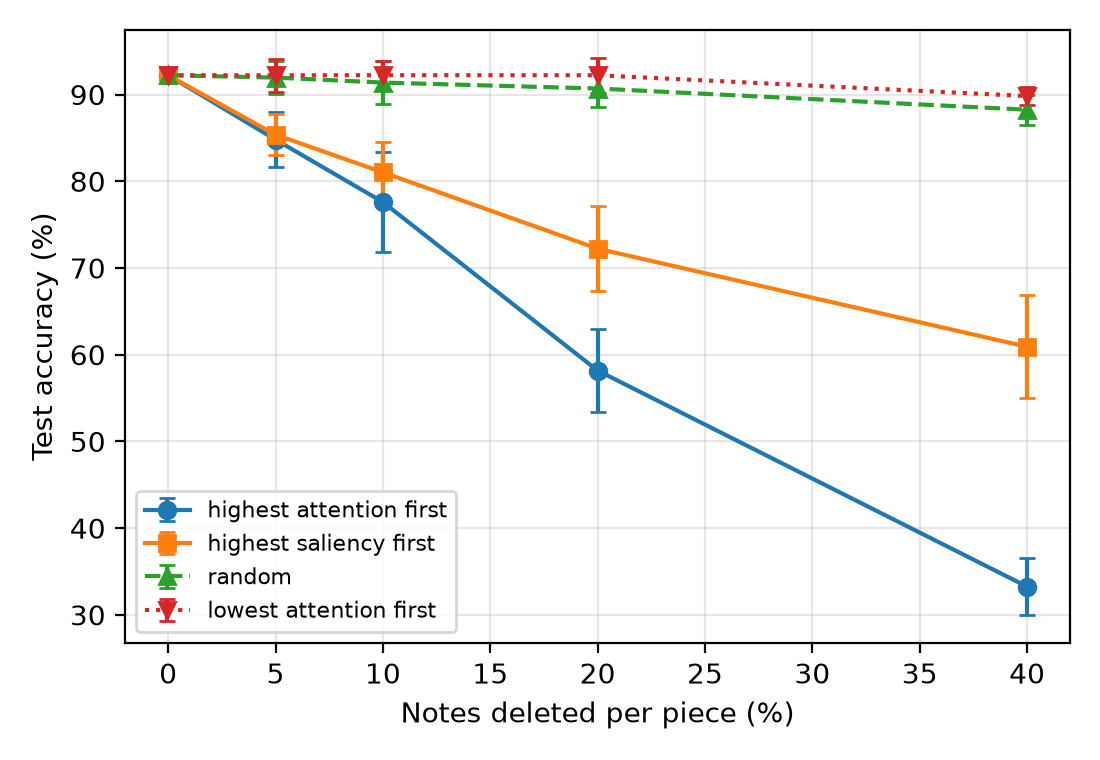 90
80
70
60
50
40
30
Test accuracy (%)
highest attention first
highest saliency first
random
lowest attention first
0 5 10 15 20 25 30 35 40
Notes deleted per piece (%)